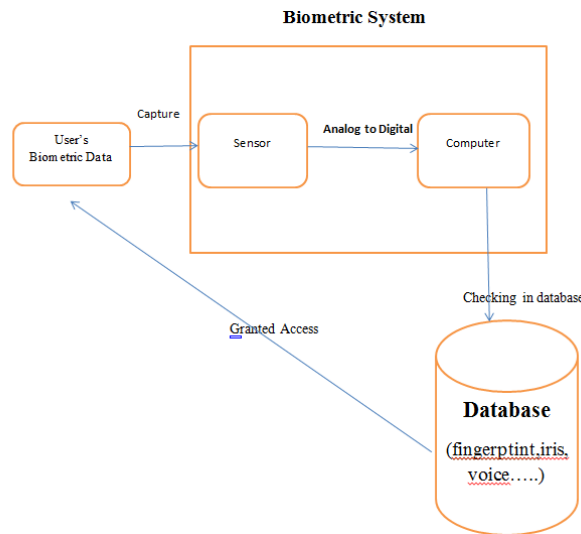 Biometric System
Capture
User's
Biometric Data
Sensor
Analog to Digital
Computer
Checking in database
Granted Access
Database
(fingerptint,iris,
voice…..)